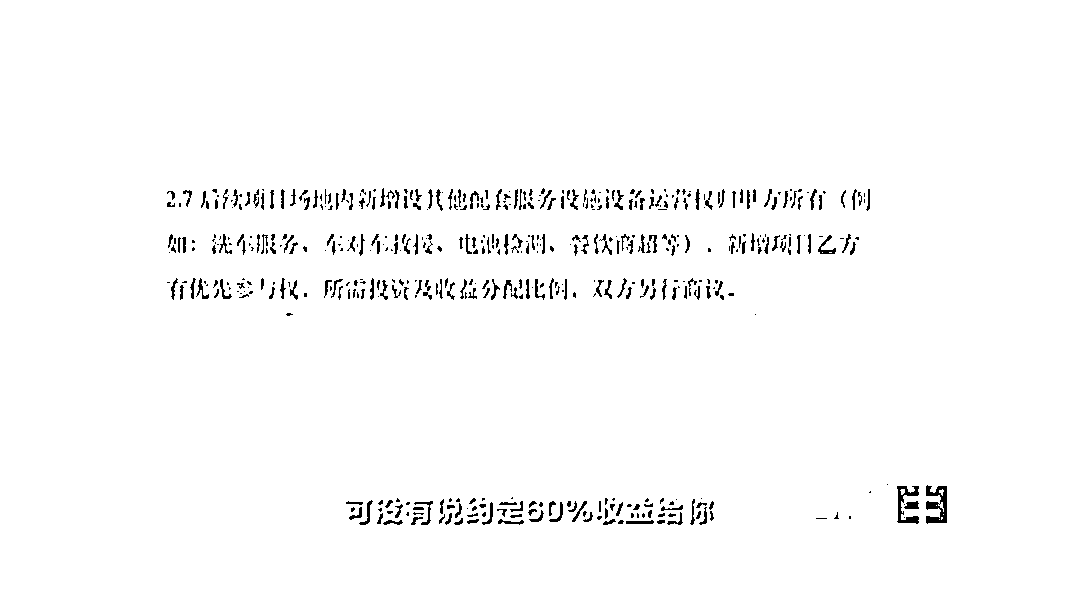 2.7 后续项目场地内新增设其他配套服务设施设备运营权归甲方所有（例
如：洗车服务、车对车救援、电池检测、餐饮商超等），新增项目乙方
有优先参与权，所需投资及收益分配比例，双方另行商议。
可没有说约定60%收益给你